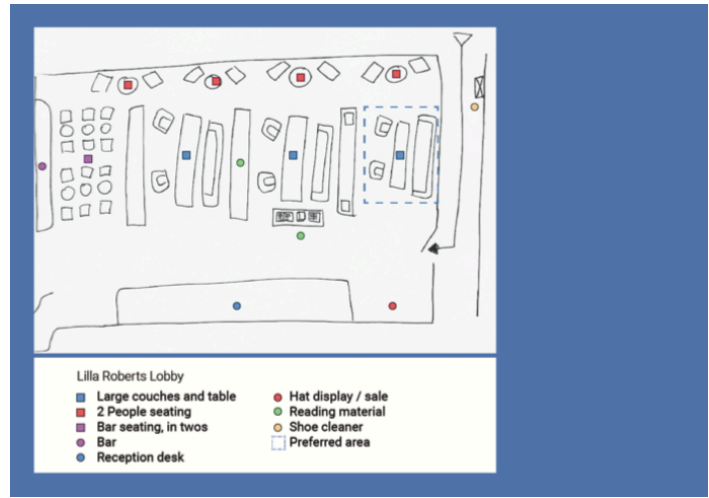 Lilla Roberts Lobby
Large couches and table
2 People seating
Bar seating, in twos
Bar
Reception desk
Hat display / sale
Reading material
Shoe cleaner
Preferred area